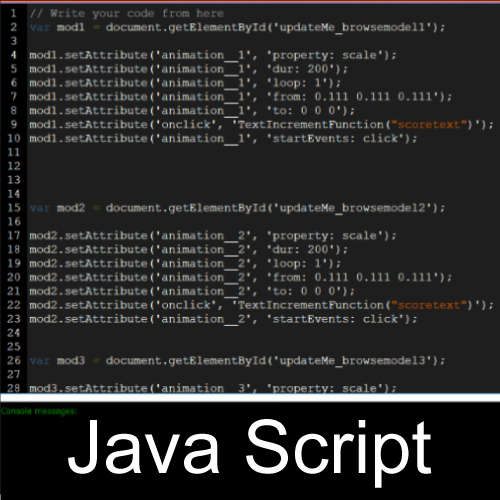 1 // Write your code from here
2 var mod1 = document.getElementById('updateMe_browsemodel1');
3
4 mod1.setAttribute('animation__1', 'property: scale');
5 mod1.setAttribute('animation__1', 'dur: 200');
6 mod1.setAttribute('animation__1', 'loop: 1');
7 mod1.setAttribute('animation__1', 'from: 0.111 0.111 0.111');
8 mod1.setAttribute('animation__1', 'to: 0 0 0');
9 mod1.setAttribute('onclick', 'TextIncrementFunction("scoretext")');
10 mod1.setAttribute('animation__1', 'startEvents: click');
11
12
13
14
15 var mod2 = document.getElementById('updateMe_browsemodel2');
16
17 mod2.setAttribute('animation__2', 'property: scale');
18 mod2.setAttribute('animation__2', 'dur: 200');
19 mod2.setAttribute('animation__2', 'loop: 1');
20 mod2.setAttribute('animation__2', 'from: 0.111 0.111 0.111');
21 mod2.setAttribute('animation__2', 'to: 0 0 0');
22 mod2.setAttribute('onclick', 'TextIncrementFunction("scoretext")');
23 mod2.setAttribute('animation__2', 'startEvents: click');
24
25
26 var mod3 = document.getElementById('updateMe_browsemodel3');
27
28 mod3.setAttribute('animation__3', 'property: scale');
Console messages:
Java Script